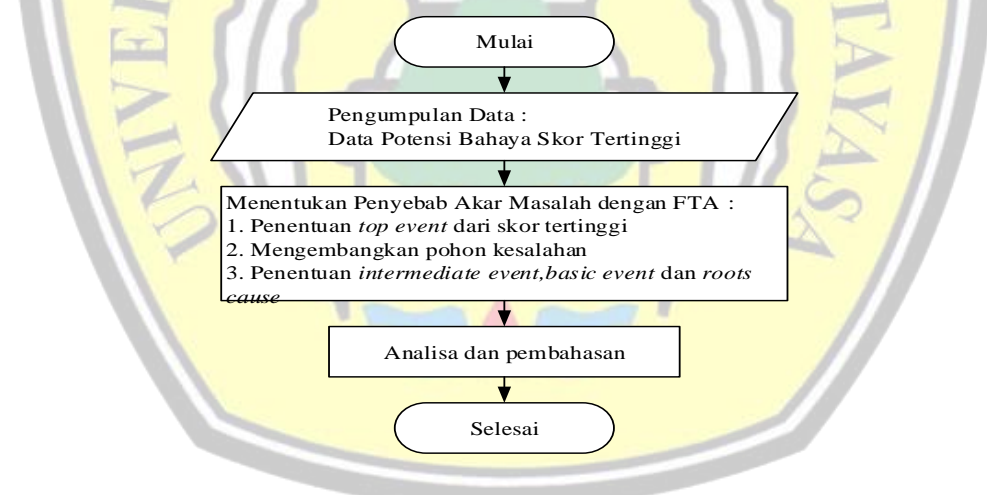 Mulai
Pengumpulan Data :
Data Potensi Bahaya Skor Tertinggi
Menentukan Penyebab Akar Masalah dengan FTA :
1. Penentuan top event dari skor tertinggi
2. Mengembangkan pohon kesalahan
3. Penentuan intermediate event,basic event dan roots
cause
Analisa dan pembahasan
Selesai